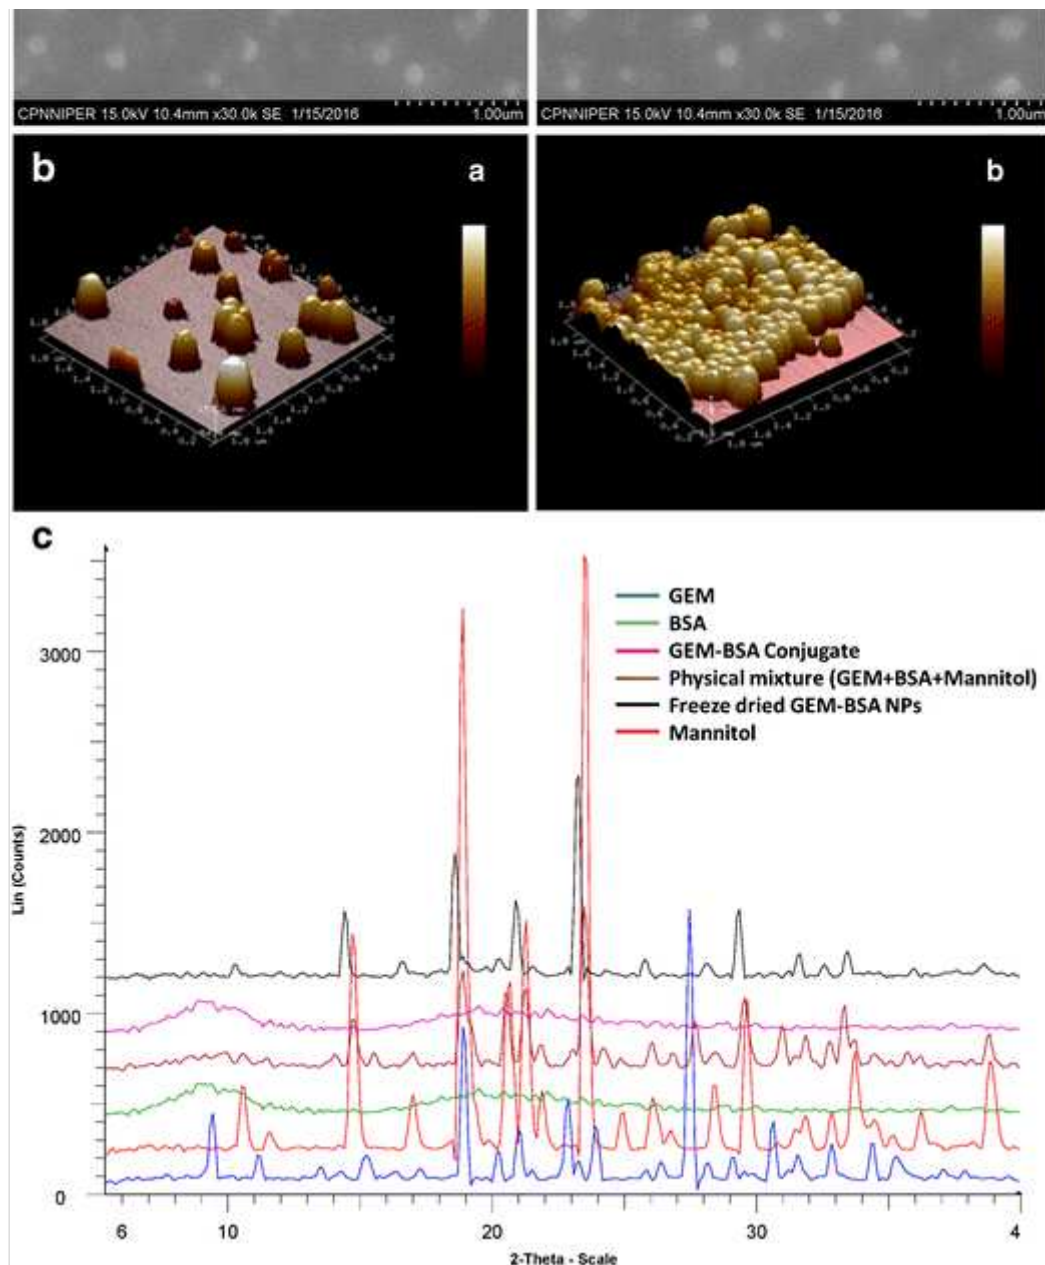 CPNNIPER 15.0kV 10.4mm x30.0k SE 1/15/2016 1.00um
CPNNIPER 15.0kV 10.4mm x30.0k SE 1/15/2016 1.00um
b a
b
c
GEM
BSA
GEM-BSA Conjugate
Physical mixture (GEM+BSA+Mannitol)
Freeze dried GEM-BSA NPs
Mannitol
3000
2000
1000
0
Lin (Counts)
6 10 20 30 4
2-Theta - Scale